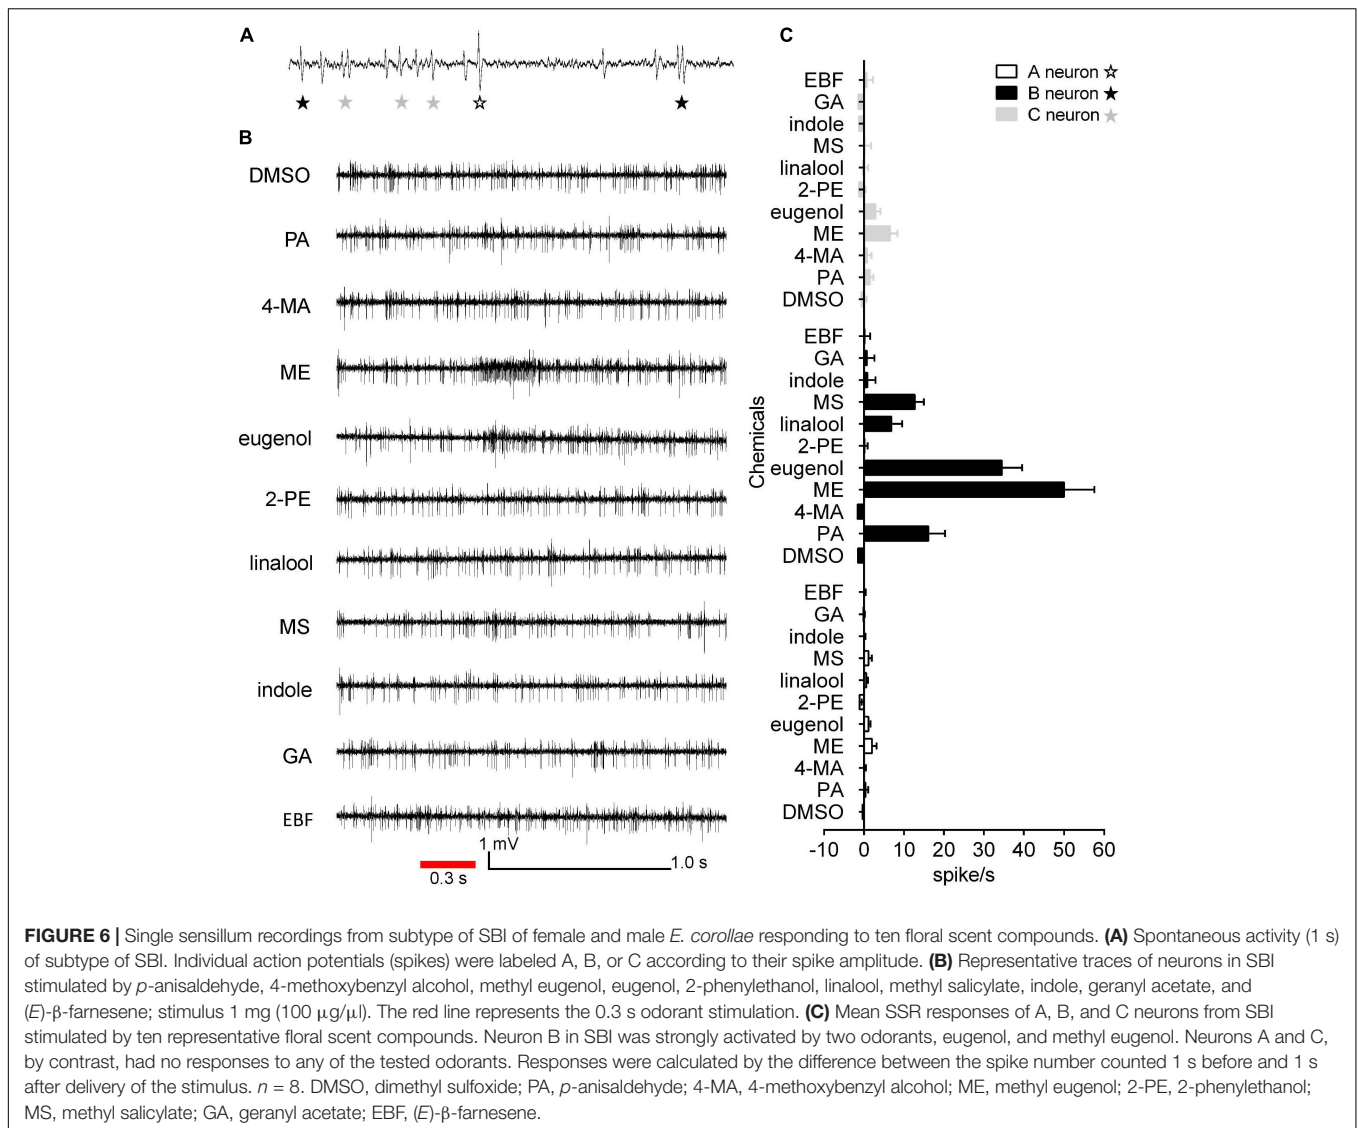 A
B
DMSO
PA
4-MA
ME
eugenol
2-PE
linalool
MS
indole
GA
EBF
1 mV
0.3 s
1.0 s
C
A neuron ☆
B neuron ★
C neuron ★
Chemicals
EBF
GA
indole
MS
linalool
2-PE
eugenol
ME
4-MA
PA
DMSO
EBF
GA
indole
MS
linalool
2-PE
eugenol
ME
4-MA
PA
DMSO
EBF
GA
indole
MS
linalool
2-PE
eugenol
ME
4-MA
PA
DMSO
-10 0 10 20 30 40 50 60
spike/s
FIGURE 6 | Single sensillum recordings from subtype of SBI of female and male E. corollae responding to ten floral scent compounds. (A) Spontaneous activity (1 s)
of subtype of SBI. Individual action potentials (spikes) were labeled A, B, or C according to their spike amplitude. (B) Representative traces of neurons in SBI
stimulated by p-anisaldehyde, 4-methoxybenzyl alcohol, methyl eugenol, eugenol, 2-phenylethanol, linalool, methyl salicylate, indole, geranyl acetate, and
(E)-β-farnesene; stimulus 1 mg (100 μg/μl). The red line represents the 0.3 s odorant stimulation. (C) Mean SSR responses of A, B, and C neurons from SBI
stimulated by ten representative floral scent compounds. Neuron B in SBI was strongly activated by two odorants, eugenol, and methyl eugenol. Neurons A and C,
by contrast, had no responses to any of the tested odorants. Responses were calculated by the difference between the spike number counted 1 s before and 1 s
after delivery of the stimulus. n = 8. DMSO, dimethyl sulfoxide; PA, p-anisaldehyde; 4-MA, 4-methoxybenzyl alcohol; ME, methyl eugenol; 2-PE, 2-phenylethanol;
MS, methyl salicylate; GA, geranyl acetate; EBF, (E)-β-farnesene.